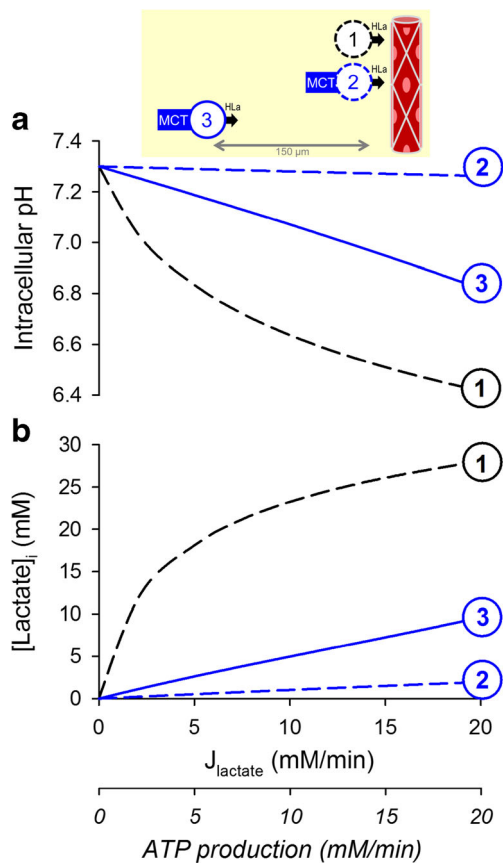 1 HLa
MCT 2 HLa
MCT 3 HLa
150 µm
a
7.4
7.2
7.0
6.8
6.6
6.4
Intracellular pH
2
3
1
b
30
25
20
15
10
5
0
[Lactate]i (mM)
1
3
2
0 5 10 15 20
Jlactate (mM/min)
0 5 10 15 20
ATP production (mM/min)